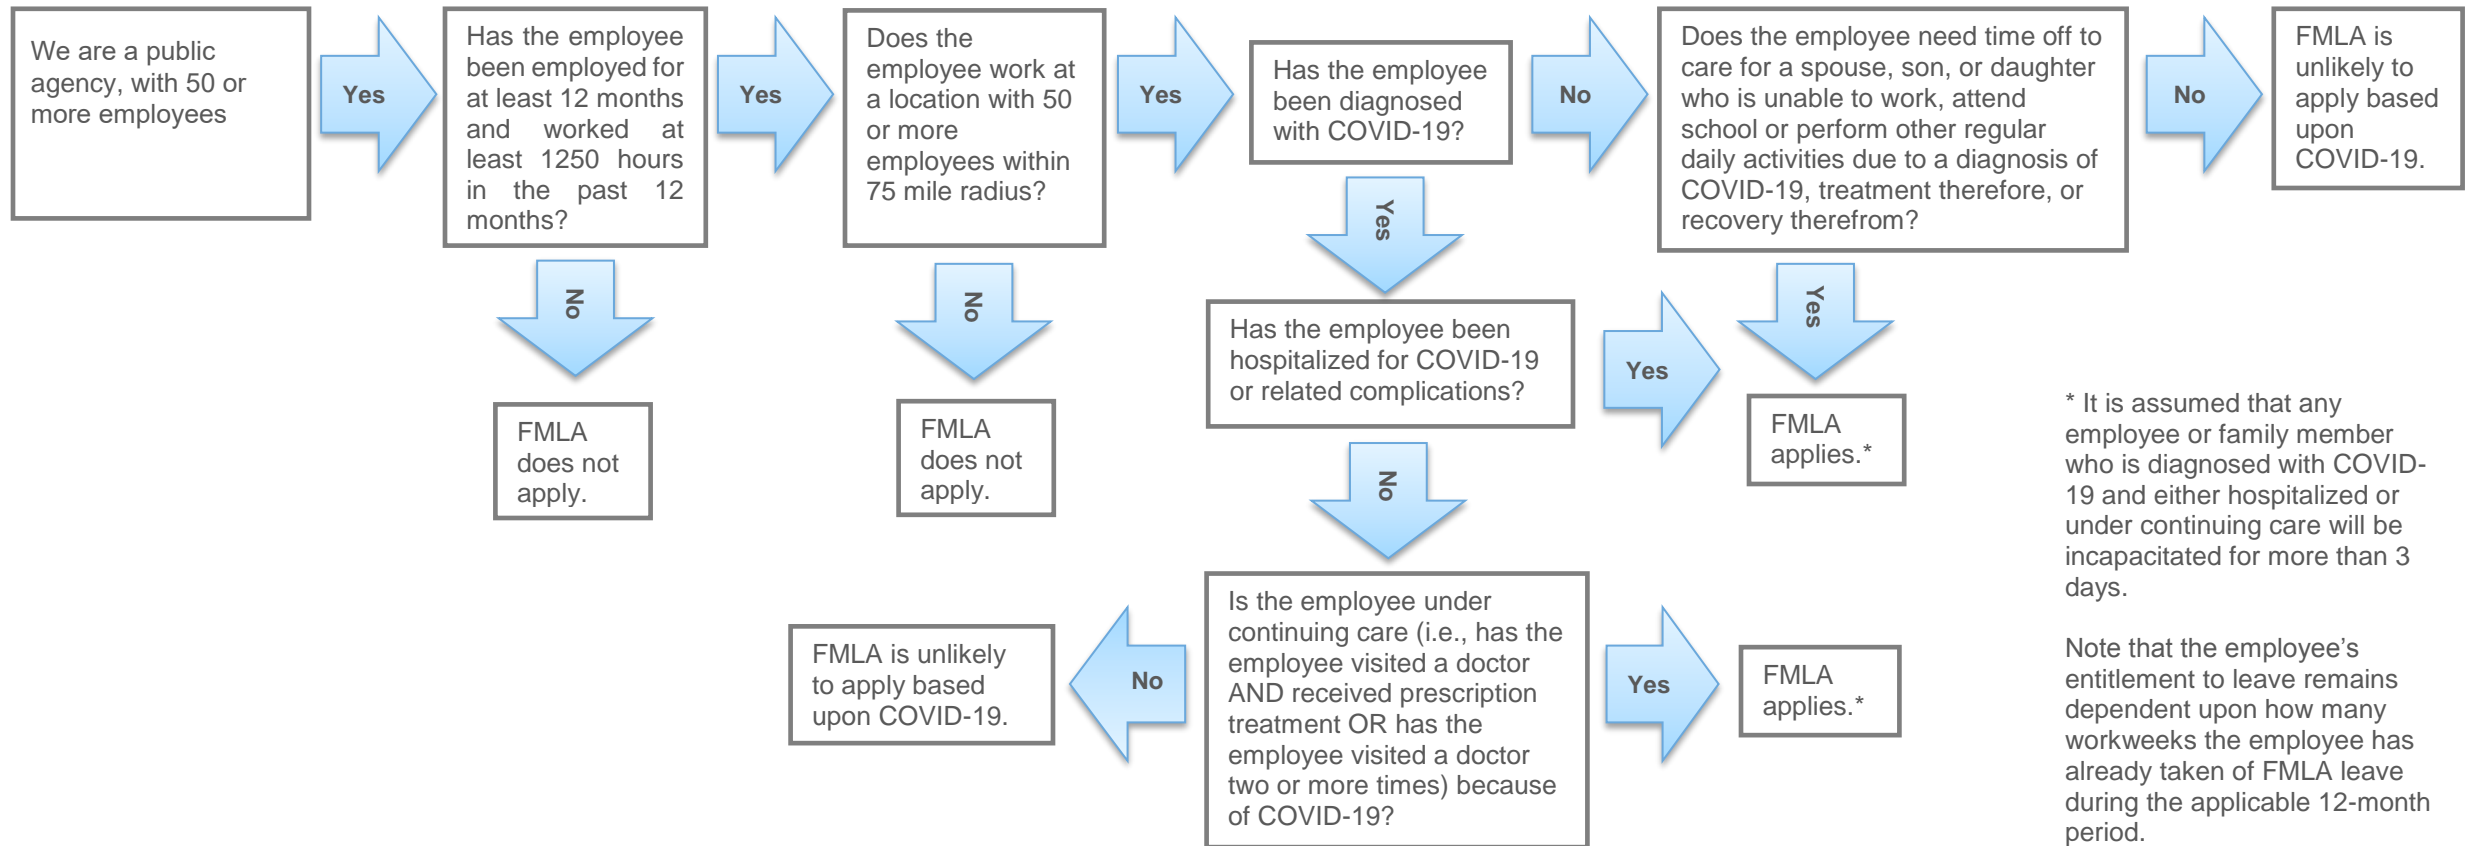 We are a public
agency, with 50 or
more employees
Yes
Has the employee
been employed for
at least 12 months
and worked at
least 1250 hours
in the past 12
months?
Yes
Does the
employee work at
a location with 50
or more
employees within
75 mile radius?
Yes
Has the employee
been diagnosed
with COVID-19?
No
Does the employee need time off to
care for a spouse, son, or daughter
who is unable to work, attend
school or perform other regular
daily activities due to a diagnosis of
COVID-19, treatment therefore, or
recovery therefrom?
No
FMLA is
unlikely to
apply based
upon
COVID-19.
No
No
Yes
Yes
FMLA
does not
apply.
FMLA
does not
apply.
Has the employee been
hospitalized for COVID-19
or related complications?
Yes
FMLA
applies.*
No
Is the employee under
continuing care (i.e., has the
employee visited a doctor
AND received prescription
treatment OR has the
employee visited a doctor
two or more times) because
of COVID-19?
No
FMLA is unlikely
to apply based
upon COVID-19.
Yes
FMLA
applies.*
* It is assumed that any
employee or family member
who is diagnosed with COVID-
19 and either hospitalized or
under continuing care will be
incapacitated for more than 3
days.
Note that the employee’s
entitlement to leave remains
dependent upon how many
workweeks the employee has
already taken of FMLA leave
during the applicable 12-month
period.